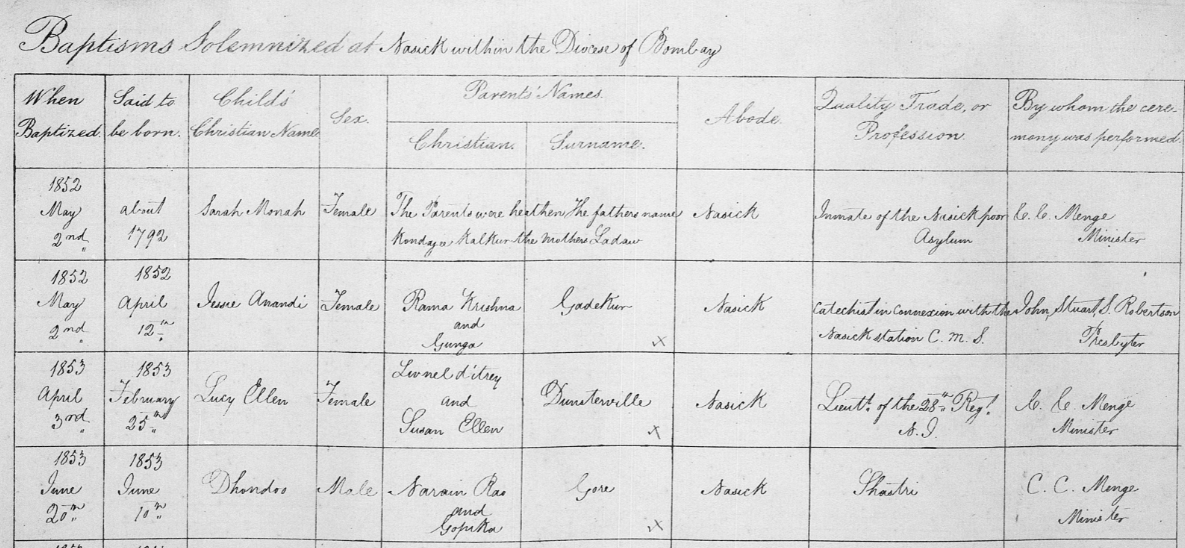 Baptisms Solemnized at Nasick within the Diocese of Bombay
When Baptized.
Said to be born.
Child's Christian Name
Sex.
Parents' Names.
Christian.
Surname.
Abode.
Quality Trade, or Profession.
By whom the cere-
mony was performed.
1852
May
2nd
about
1792
Sarah Monah
Female
The Parents were heathen The fathers name
Kondaya Kalkur the mothers Ladaw
Nasick
Inmate of the Nasick poor
Asylum
C. C. Menge
Minister
1852
May
2nd
1852
April
12th
Jessie Anandi
Female
Rama Krishna
and
Gunga
Gadekur
x
Nasick
Catechist in connexion with the
Nasick station C. M. S.
John, Stuart, S. Robertson
Presbyter
1853
April
3rd
1853
February
25th
Lucy Ellen
Female
Lionel d'itrey
and
Susan Ellen
Dunsterville
x
Nasick
Lieutt. of the 28th Regt.
N. I.
C. C. Menge
Minister
1853
June
20th
1853
June
10th
Dhondoo
Male
Narain Rao
and
Gopika
Gore
x
Nasick
Shastri
C. C. Menge
Minister